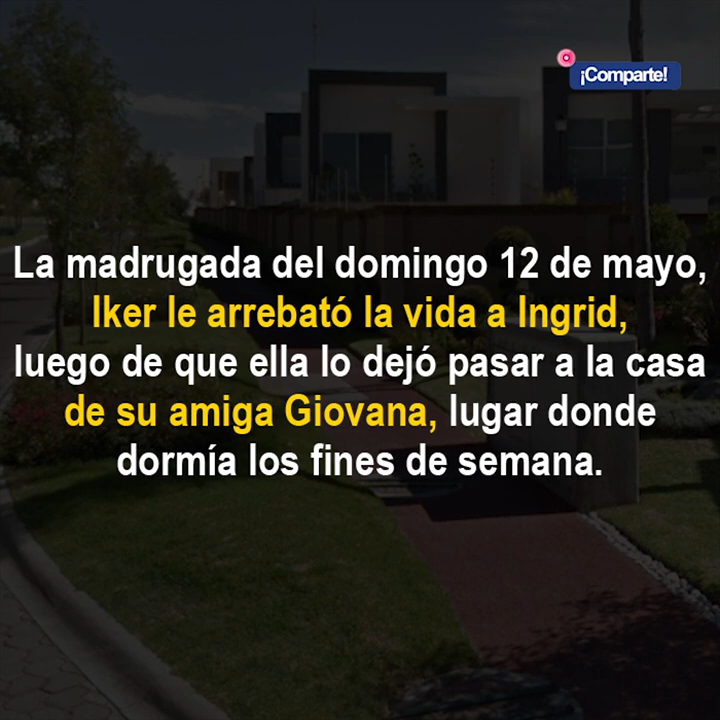 ¡Comparte!
La madrugada del domingo 12 de mayo,
Iker le arrebató la vida a Ingrid,
luego de que ella lo dejó pasar a la casa
de su amiga Giovana, lugar donde
dormía los fines de semana.